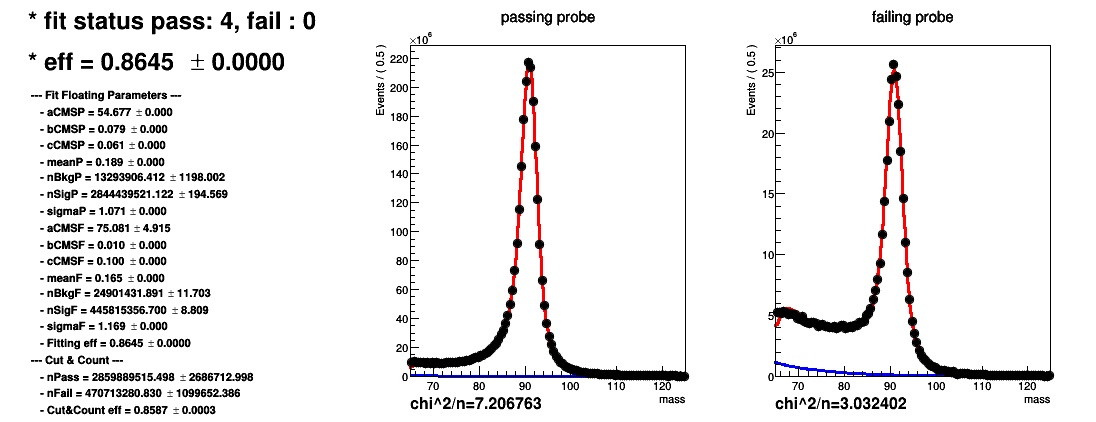 * fit status pass: 4, fail : 0
* eff = 0.8645 ± 0.0000
--- Fit Floating Parameters ---
- aCMSP = 54.677 ± 0.000
- bCMSP = 0.079 ± 0.000
- cCMSP = 0.061 ± 0.000
- meanP = 0.189 ± 0.000
- nBkgP = 13293906.412 ± 1198.002
- nSigP = 2844439521.122 ± 194.569
- sigmaP = 1.071 ± 0.000
- aCMSF = 75.081 ± 4.915
- bCMSF = 0.010 ± 0.000
- cCMSF = 0.100 ± 0.000
- meanF = 0.165 ± 0.000
- nBkgF = 24901431.891 ± 11.703
- nSigF = 445815356.700 ± 8.809
- sigmaF = 1.169 ± 0.000
- Fitting eff = 0.8645 ± 0.0000
--- Cut & Count ---
- nPass = 2859889515.498 ± 2686712.998
- nFail = 470713280.830 ± 1099652.386
- Cut&Count eff = 0.8587 ± 0.0003
passing probe
×10^6
Events / ( 0.5 )
220
200
180
160
140
120
100
80
60
40
20
0
70 80 90 100 110 120
mass
chi^2/n=7.206763
failing probe
×10^6
Events / ( 0.5 )
25
20
15
10
5
0
70 80 90 100 110 120
mass
chi^2/n=3.032402